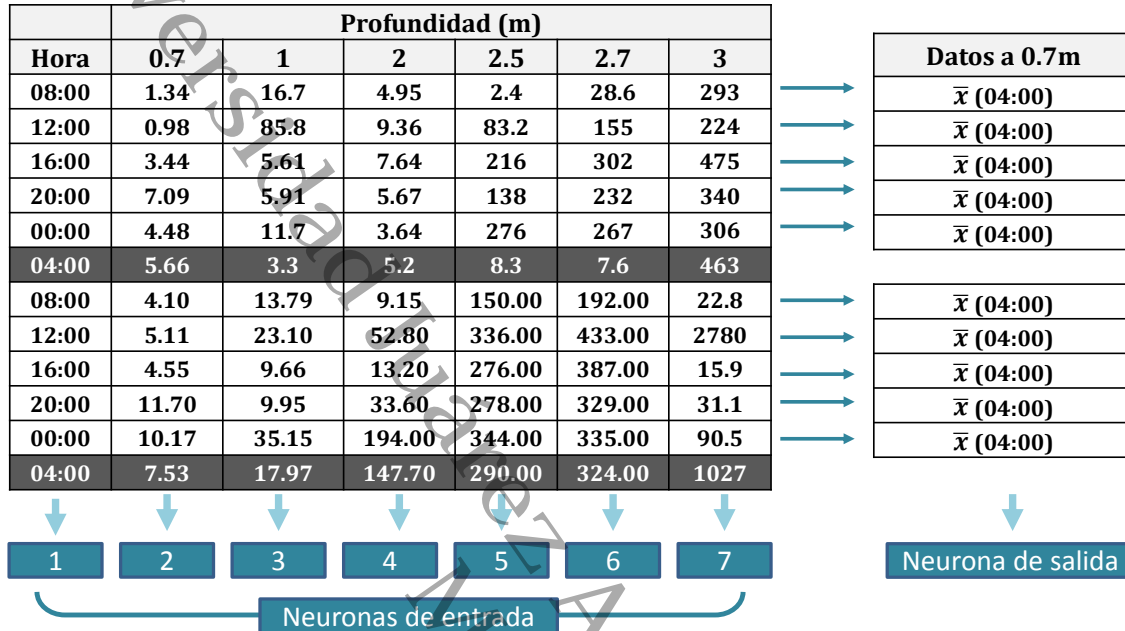 Profundidad (m)
Hora 0.7 1 2 2.5 2.7 3
08:00 1.34 16.7 4.95 2.4 28.6 293
12:00 0.98 85.8 9.36 83.2 155 224
16:00 3.44 5.61 7.64 216 302 475
20:00 7.09 5.91 5.67 138 232 340
00:00 4.48 11.7 3.64 276 267 306
04:00 5.66 3.3 5.2 8.3 7.6 463
08:00 4.10 13.79 9.15 150.00 192.00 22.8
12:00 5.11 23.10 52.80 336.00 433.00 2780
16:00 4.55 9.66 13.20 276.00 387.00 15.9
20:00 11.70 9.95 33.60 278.00 329.00 31.1
00:00 10.17 35.15 194.00 344.00 335.00 90.5
04:00 7.53 17.97 147.70 290.00 324.00 1027
1 2 3 4 5 6 7
Neuronas de entrada
Datos a 0.7m
x̄ (04:00)
x̄ (04:00)
x̄ (04:00)
x̄ (04:00)
x̄ (04:00)
x̄ (04:00)
x̄ (04:00)
x̄ (04:00)
x̄ (04:00)
x̄ (04:00)
Neurona de salida
versidad Juarez A